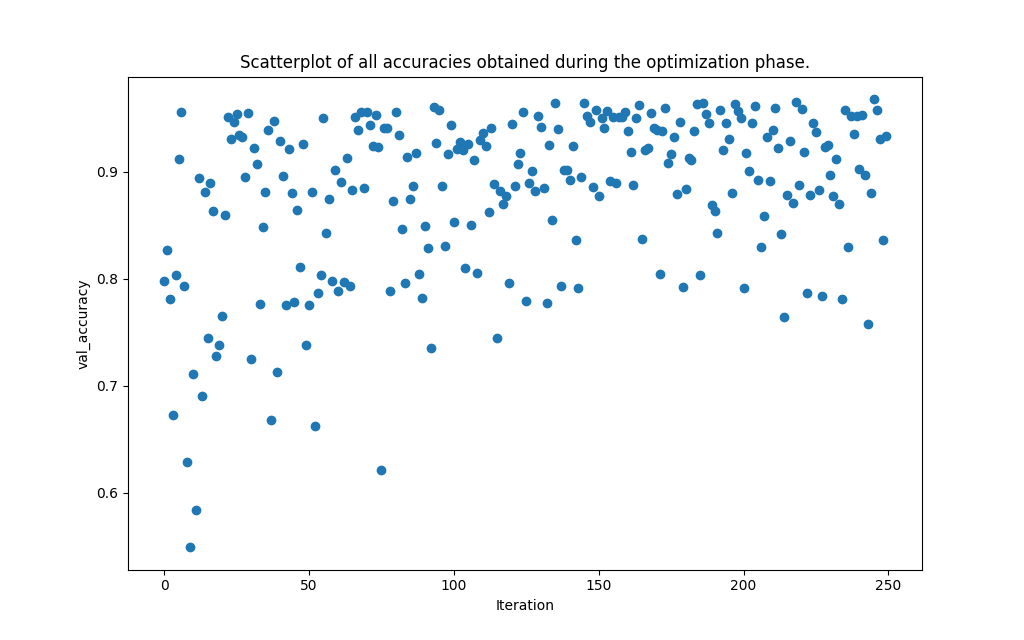 Scatterplot of all accuracies obtained during the optimization phase.
val_accuracy
0.9
0.8
0.7
0.6
0 50 100 150 200 250
Iteration